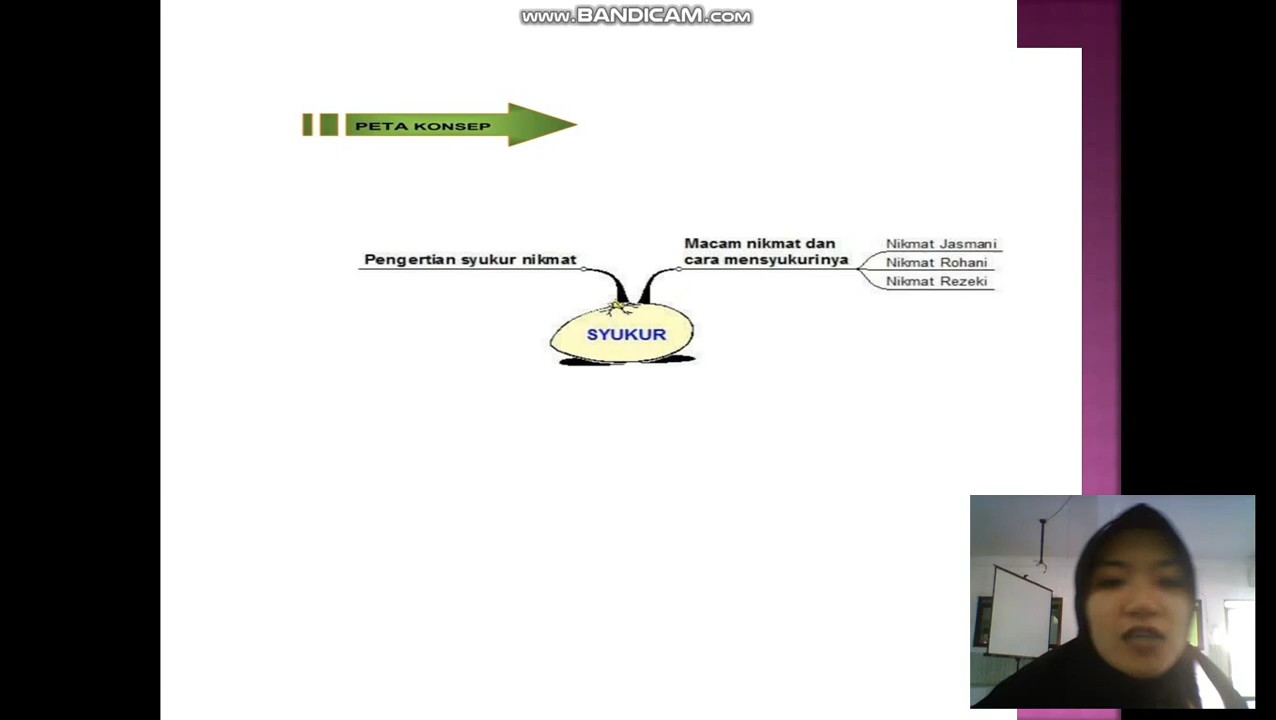 www.BANDICAM.com
PETA KONSEP
Pengertian syukur nikmat
Macam nikmat dan
cara mensyukurinya
Nikmat Jasmani
Nikmat Rohani
Nikmat Rezeki
SYUKUR